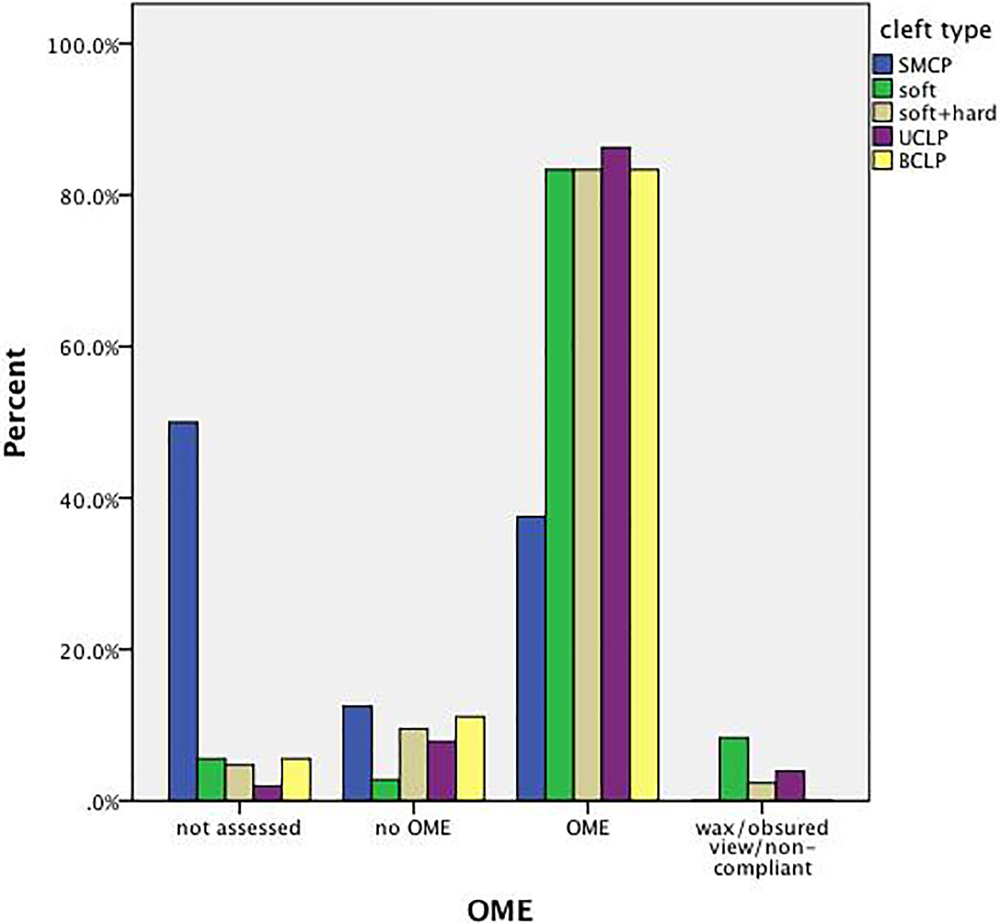 100.0%
80.0%
60.0%
40.0%
20.0%
.0%
Percent
not assessed
no OME
OME
wax/obsured
view/non-
compliant
OME
cleft type
SMCP
soft
soft+hard
UCLP
BCLP